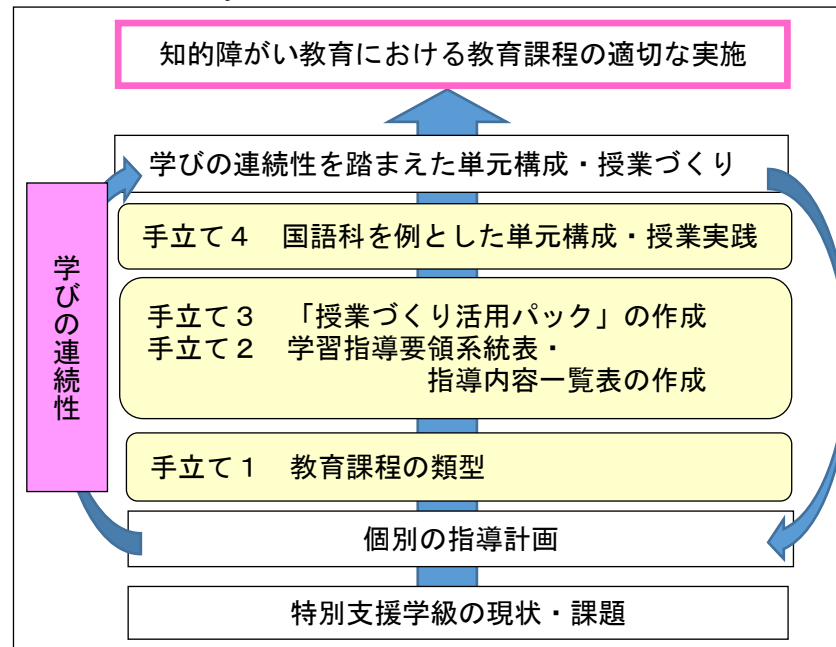 知的障がい教育における教育課程の適切な実施
学びの連続性を踏まえた単元構成・授業づくり
手立て４　国語科を例とした単元構成・授業実践
学びの連続性
手立て３　「授業づくり活用パック」の作成
手立て２　学習指導要領系統表・
指導内容一覧表の作成
手立て１　教育課程の類型
個別の指導計画
特別支援学級の現状・課題